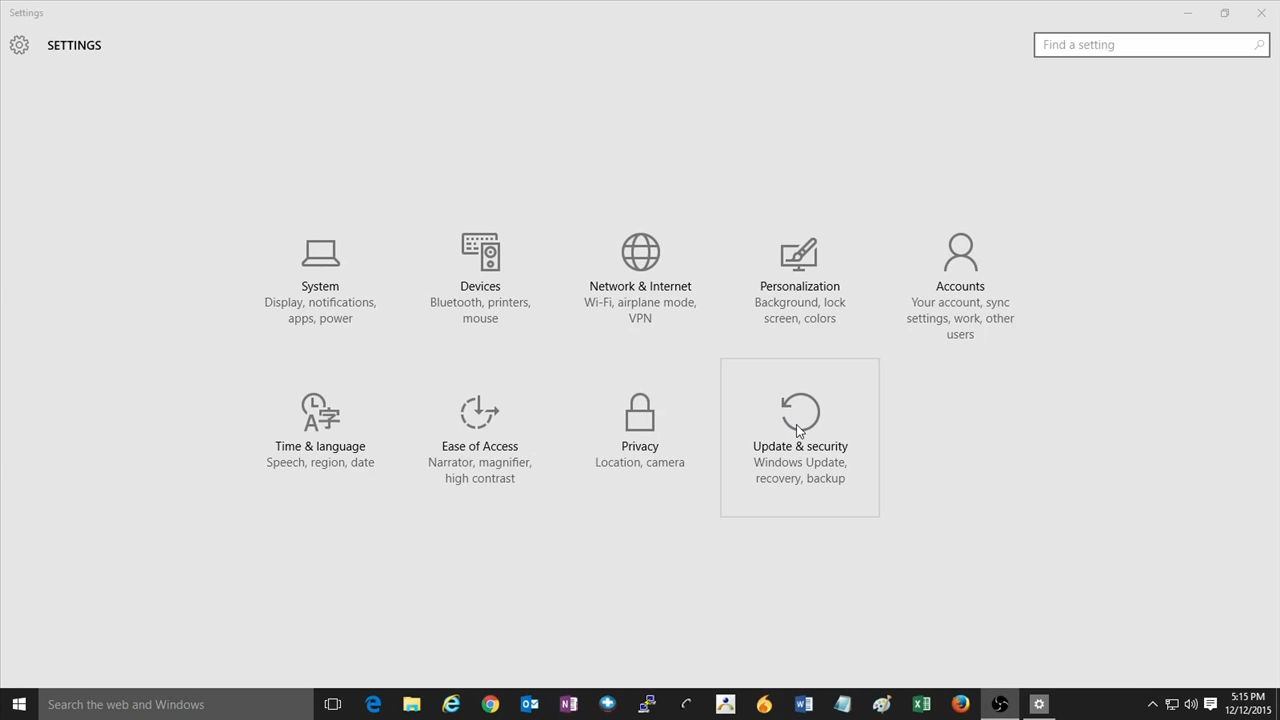 Settings
SETTINGS
Find a setting
System
Display, notifications,
apps, power
Devices
Bluetooth, printers,
mouse
Network & Internet
Wi-Fi, airplane mode,
VPN
Personalization
Background, lock
screen, colors
Accounts
Your account, sync
settings, work, other
users
Time & language
Speech, region, date
Ease of Access
Narrator, magnifier,
high contrast
Privacy
Location, camera
Update & security
Windows Update,
recovery, backup
Search the web and Windows
5:15 PM
12/12/2015